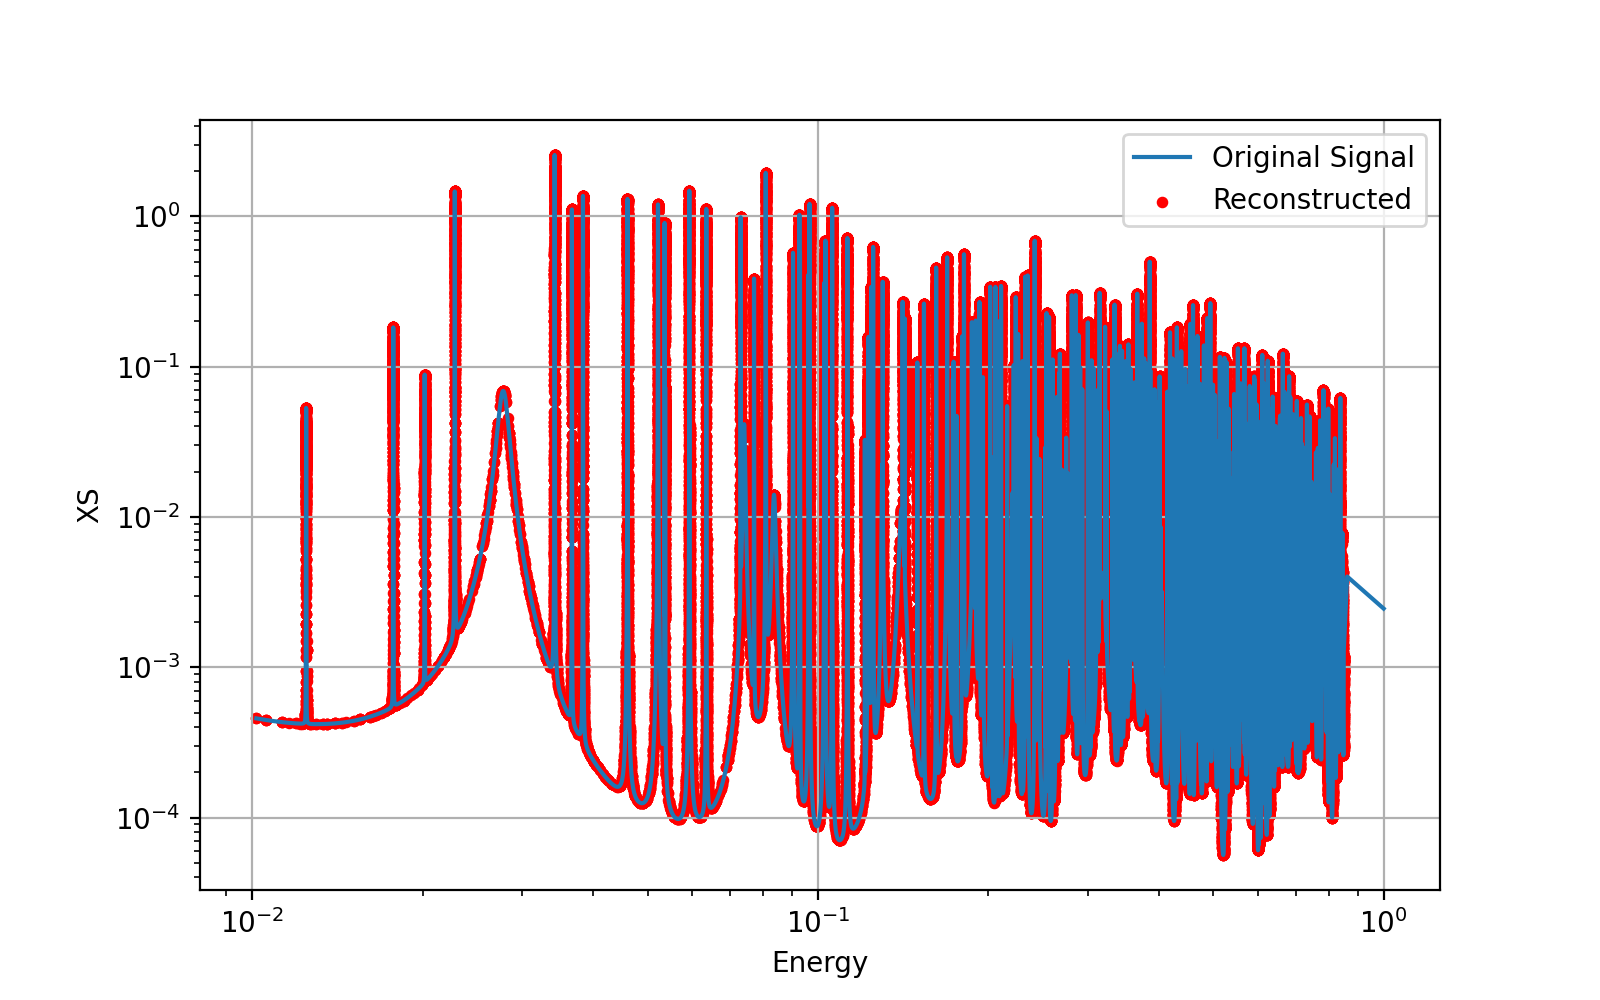 Original Signal
Reconstructed
XS
10⁰
10⁻¹
10⁻²
10⁻³
10⁻⁴
10⁻² 10⁻¹ 10⁰
Energy